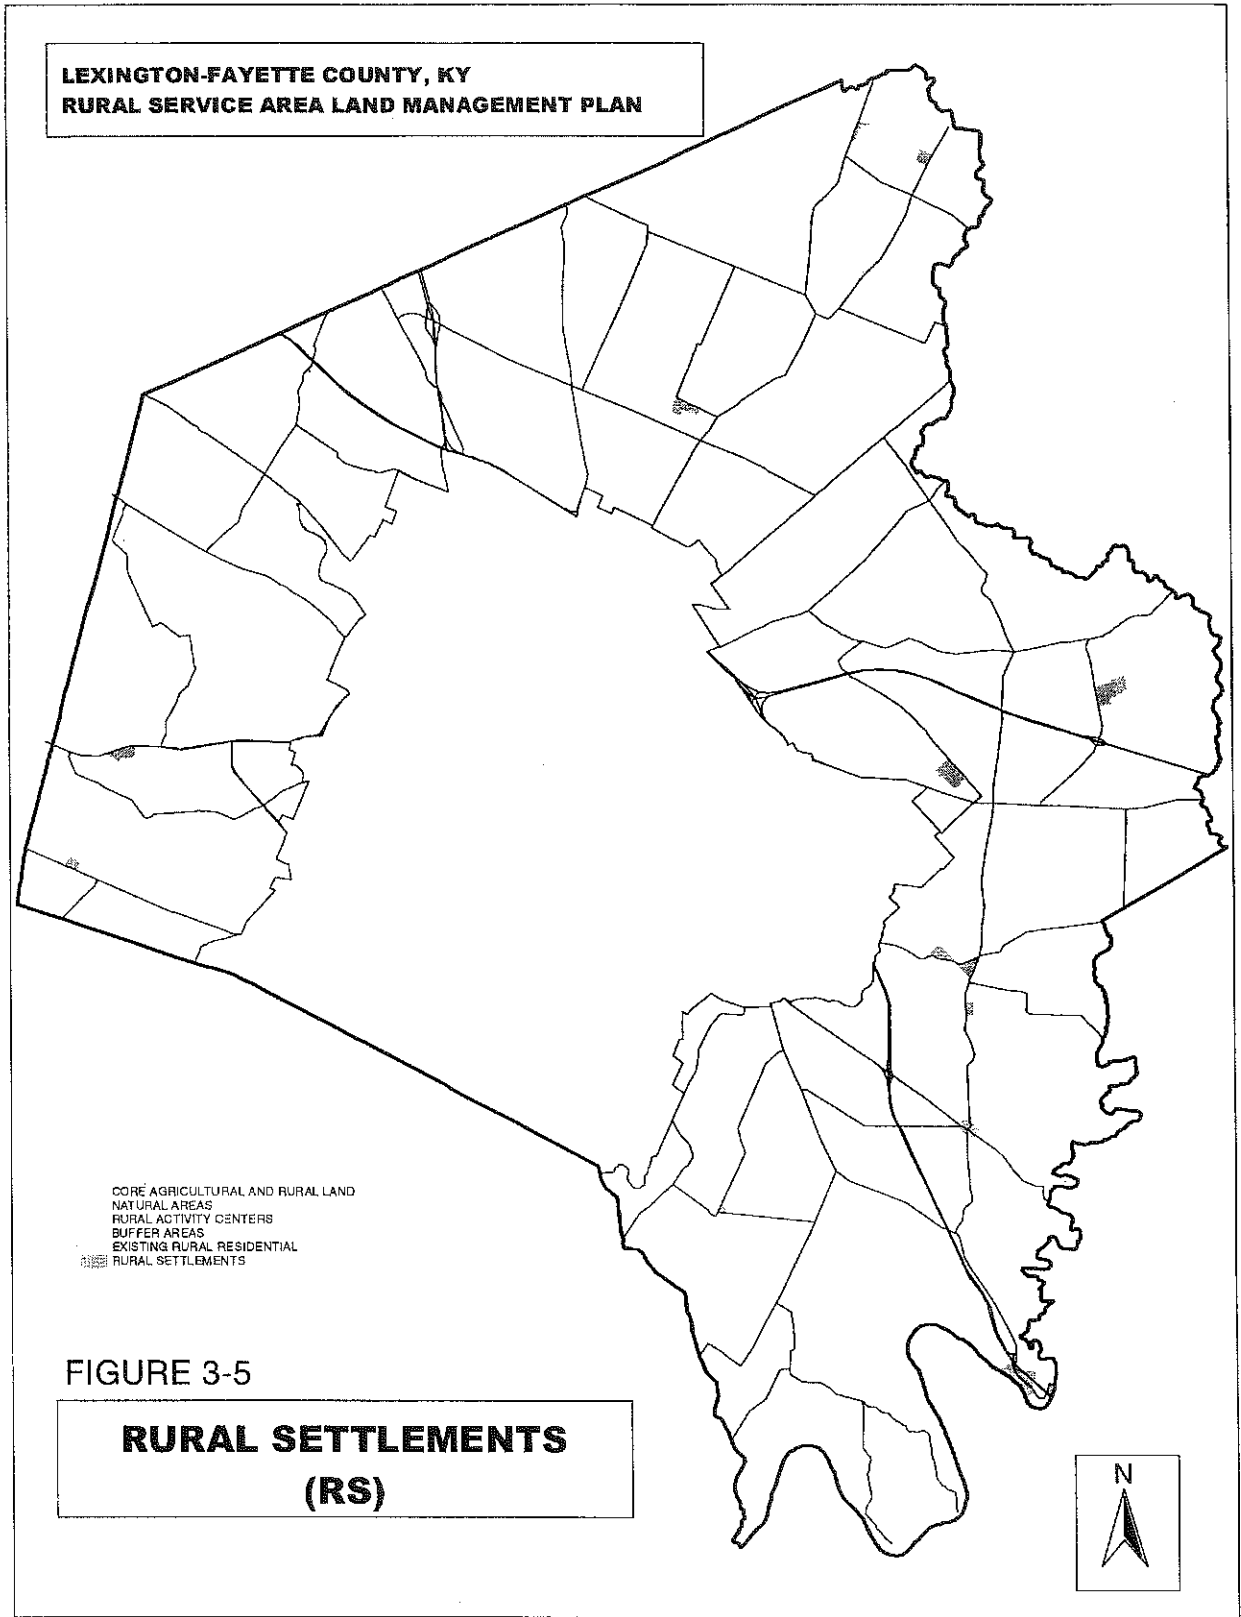 LEXINGTON-FAYETTE COUNTY, KY
RURAL SERVICE AREA LAND MANAGEMENT PLAN
CORE AGRICULTURAL AND RURAL LAND
NATURAL AREAS
RURAL ACTIVITY CENTERS
BUFFER AREAS
EXISTING RURAL RESIDENTIAL
RURAL SETTLEMENTS
FIGURE 3-5
RURAL SETTLEMENTS
(RS)
N